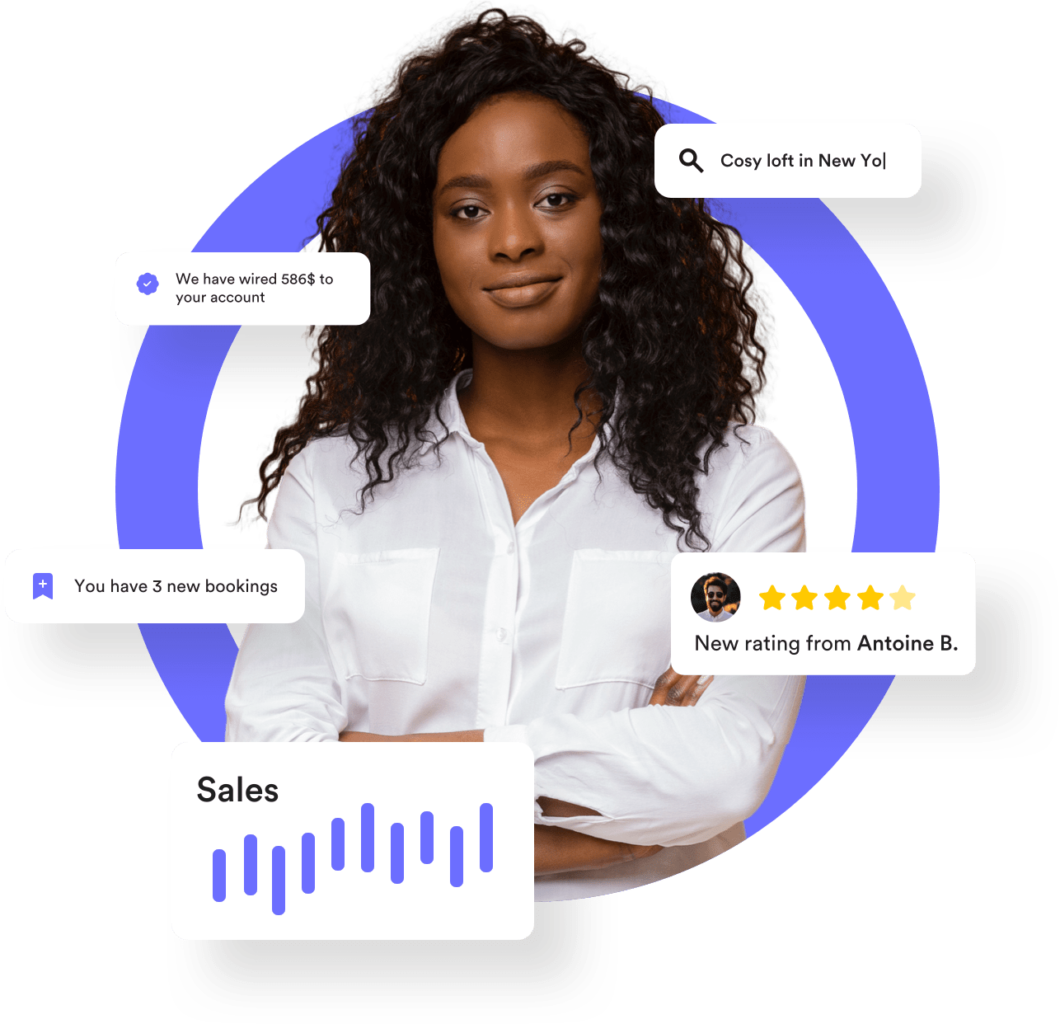 Cosy loft in New Yo
We have wired 586$ to
your account
You have 3 new bookings
New rating from Antoine B.
Sales